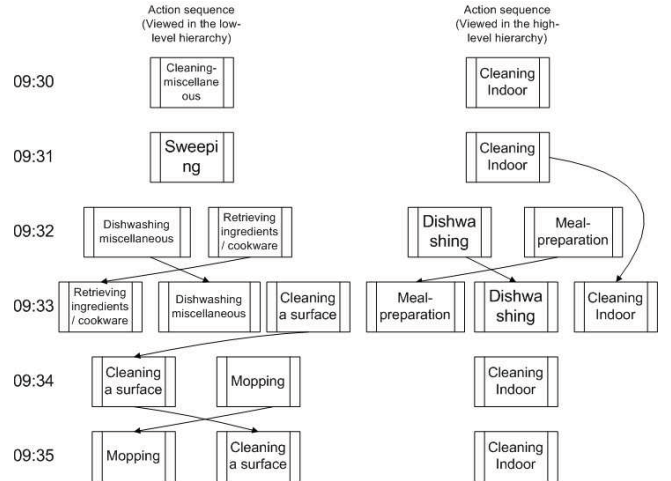 Action sequence
(Viewed in the low-
level hierarchy)
Action sequence
(Viewed in the high-
level hierarchy)
09:30
Cleaning-
miscellane
ous
Cleaning
Indoor
09:31
Sweepi
ng
Cleaning
Indoor
09:32
Dishwashing
miscellaneous
Retrieving
ingredients
/ cookware
Dishwa
shing
Meal-
preparation
09:33
Retrieving
ingredients
/ cookware
Dishwashing
miscellaneous
Cleaning
a surface
Meal-
preparation
Dishwa
shing
Cleaning
Indoor
09:34
Cleaning
a surface
Mopping
Cleaning
Indoor
09:35
Mopping
Cleaning
a surface
Cleaning
Indoor